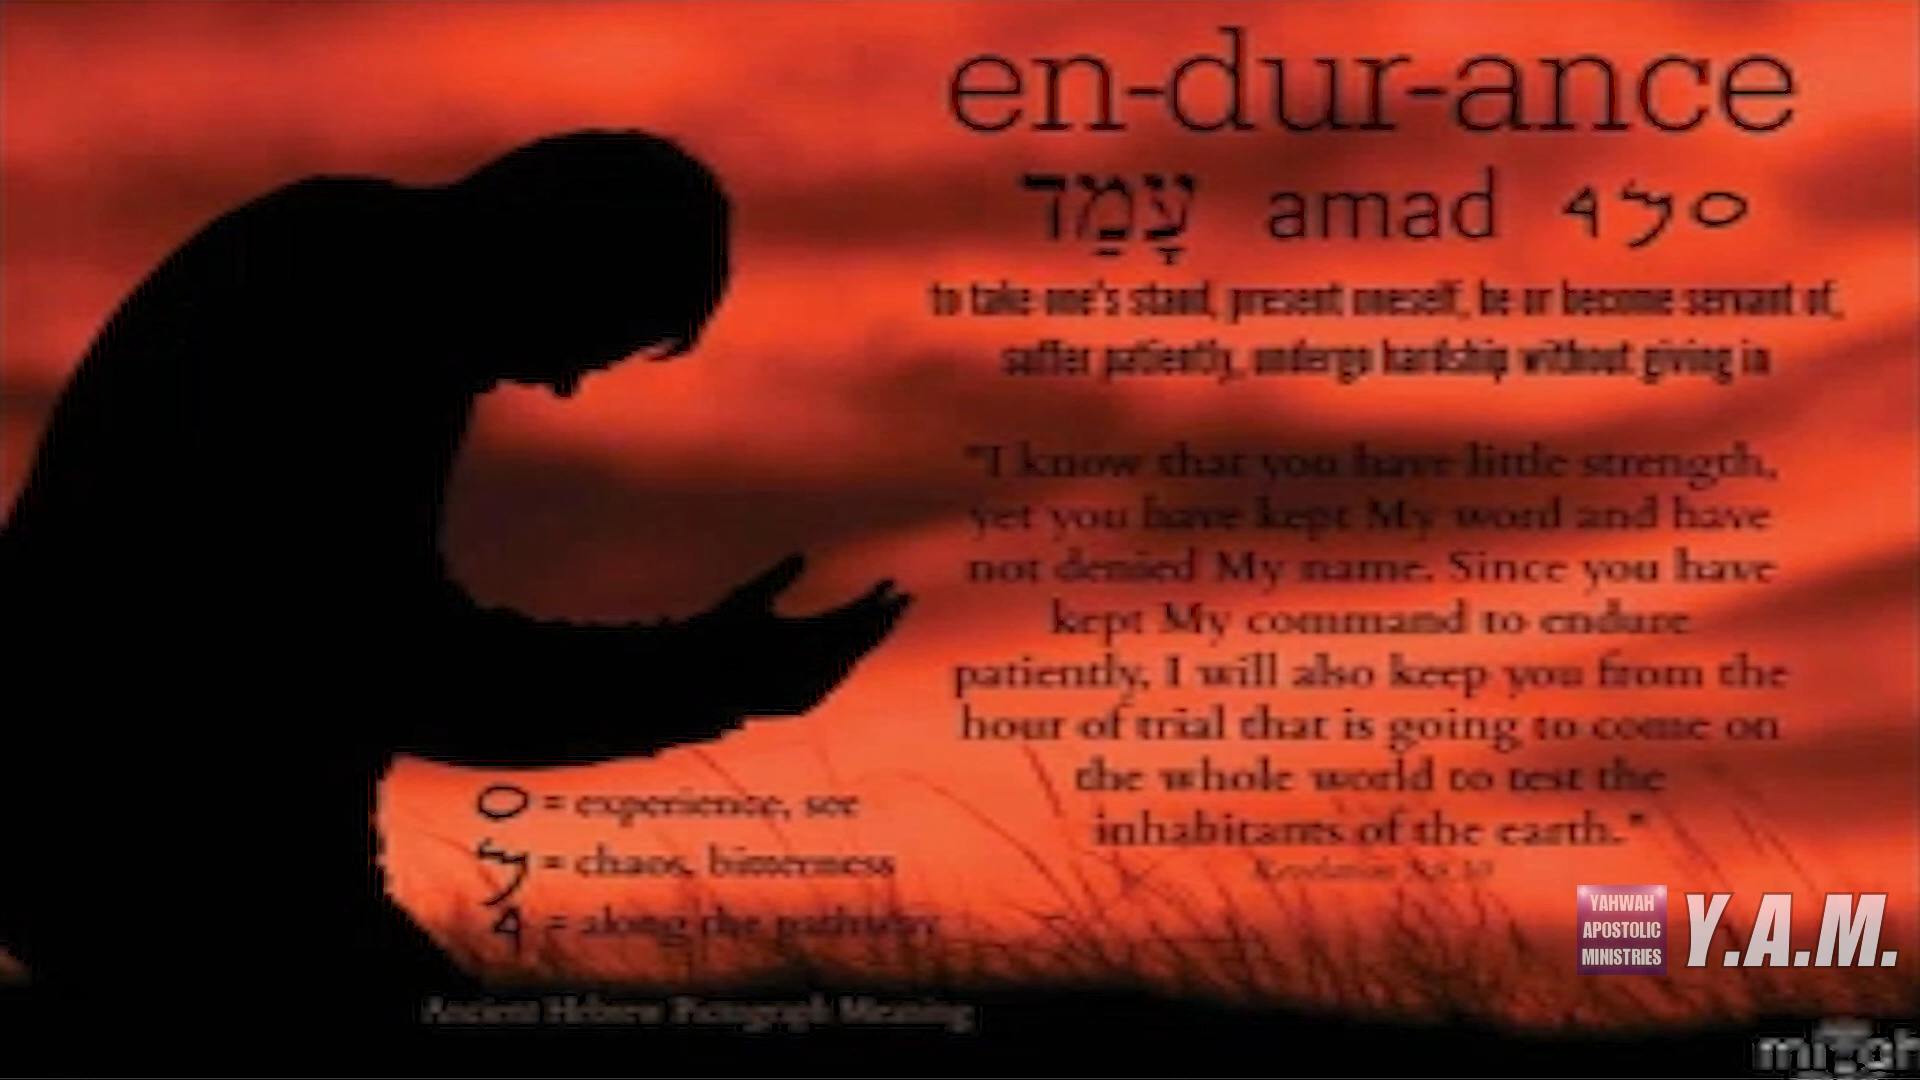 en-dur-ance
עָמַד amad 𐤏𐤌𐤃
to take one's stand, present oneself, be or become servant of,
suffer patiently, undergo hardship without giving in
"I know that you have little strength,
yet you have kept My word and have
not denied My name. Since you have
kept My command to endure
patiently, I will also keep you from the
hour of trial that is going to come on
the whole world to test the
inhabitants of the earth."
Revelation
𐤏 = experience, see
𐤌 = chaos, bitterness
𐤃 = along the pathway
Ancient Hebrew Pictograph Meaning
YAHWAH
APOSTOLIC
MINISTRIES
Y.A.M.